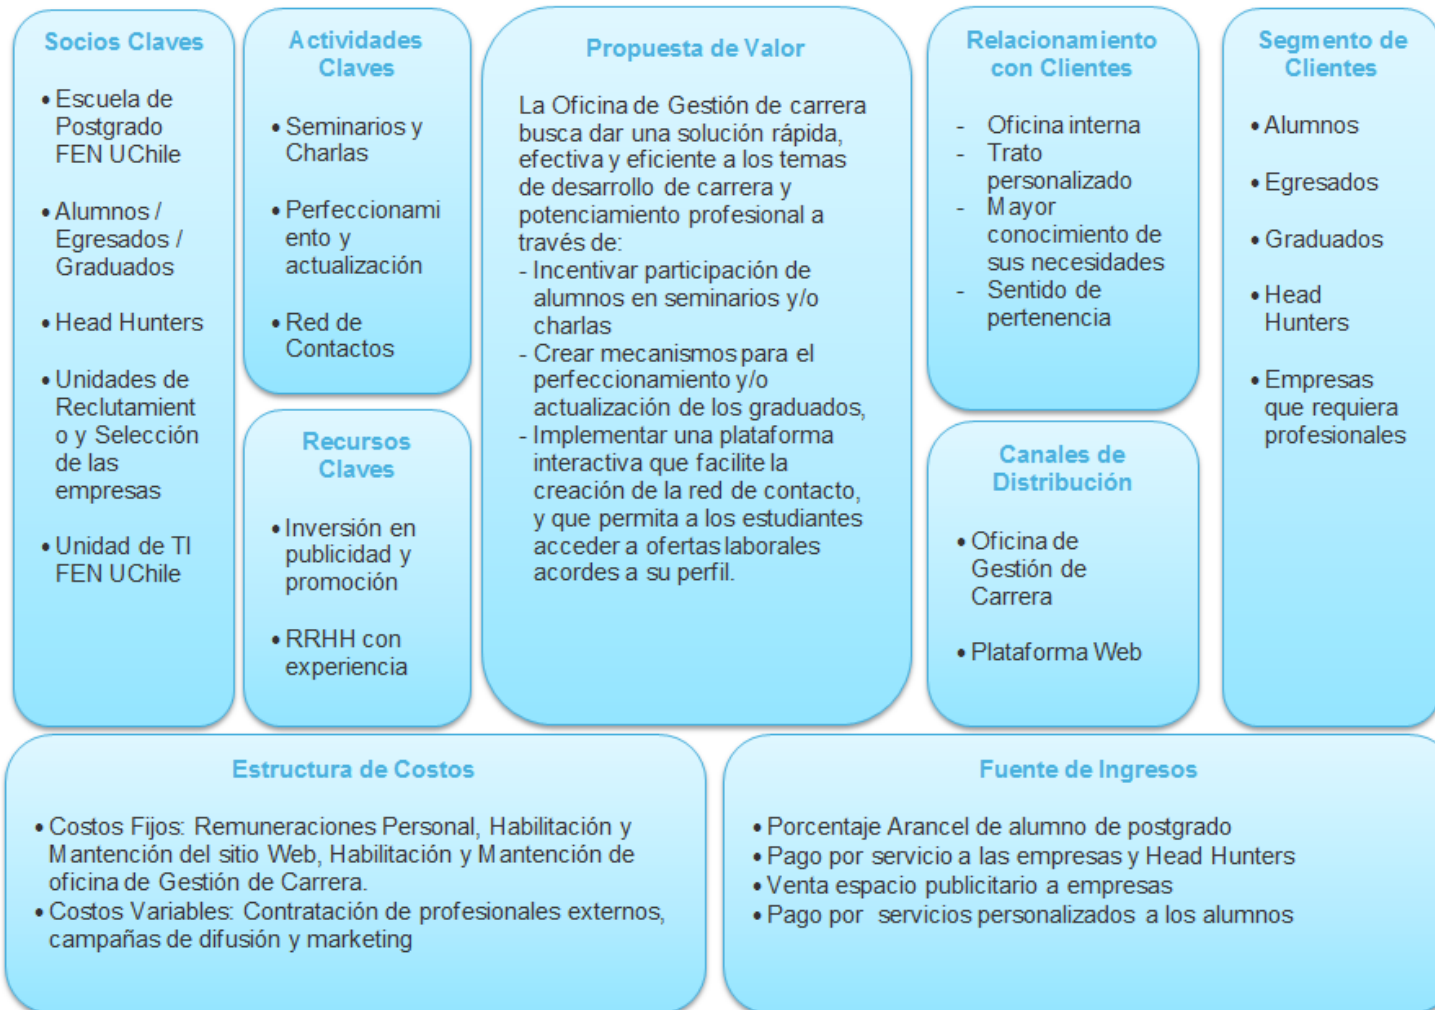 Socios Claves
• Escuela de
Postgrado
FEN UChile
• Alumnos /
Egresados /
Graduados
• Head Hunters
• Unidades de
Reclutamient
o y Selección
de las
empresas
• Unidad de TI
FEN UChile
Actividades
Claves
• Seminarios y
Charlas
• Perfeccionami
ento y
actualización
• Red de
Contactos
Recursos
Claves
• Inversión en
publicidad y
promoción
• RRHH con
experiencia
Propuesta de Valor
La Oficina de Gestión de carrera
busca dar una solución rápida,
efectiva y eficiente a los temas
de desarrollo de carrera y
potenciamiento profesional a
través de:
- Incentivar participación de
alumnos en seminarios y/o
charlas
- Crear mecanismos para el
perfeccionamiento y/o
actualización de los graduados,
- Implementar una plataforma
interactiva que facilite la
creación de la red de contacto,
y que permita a los estudiantes
acceder a ofertas laborales
acordes a su perfil.
Relacionamiento
con Clientes
- Oficina interna
- Trato
personalizado
- Mayor
conocimiento de
sus necesidades
- Sentido de
pertenencia
Canales de
Distribución
• Oficina de
Gestión de
Carrera
• Plataforma Web
Segmento de
Clientes
• Alumnos
• Egresados
• Graduados
• Head
Hunters
• Empresas
que requiera
profesionales
Estructura de Costos
• Costos Fijos: Remuneraciones Personal, Habilitación y
Mantención del sitio Web, Habilitación y Mantención de
oficina de Gestión de Carrera.
• Costos Variables: Contratación de profesionales externos,
campañas de difusión y marketing
Fuente de Ingresos
• Porcentaje Arancel de alumno de postgrado
• Pago por servicio a las empresas y Head Hunters
• Venta espacio publicitario a empresas
• Pago por servicios personalizados a los alumnos